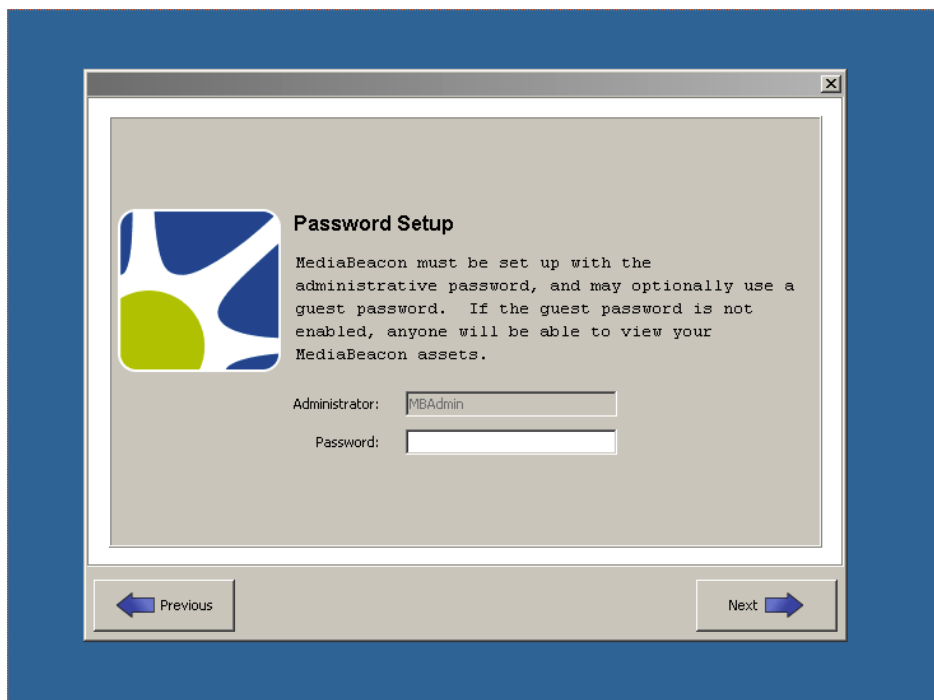 Password Setup
MediaBeacon must be set up with the
administrative password, and may optionally use a
guest password.  If the guest password is not
enabled, anyone will be able to view your
MediaBeacon assets.
Administrator: MBAdmin
Password:
Previous Next